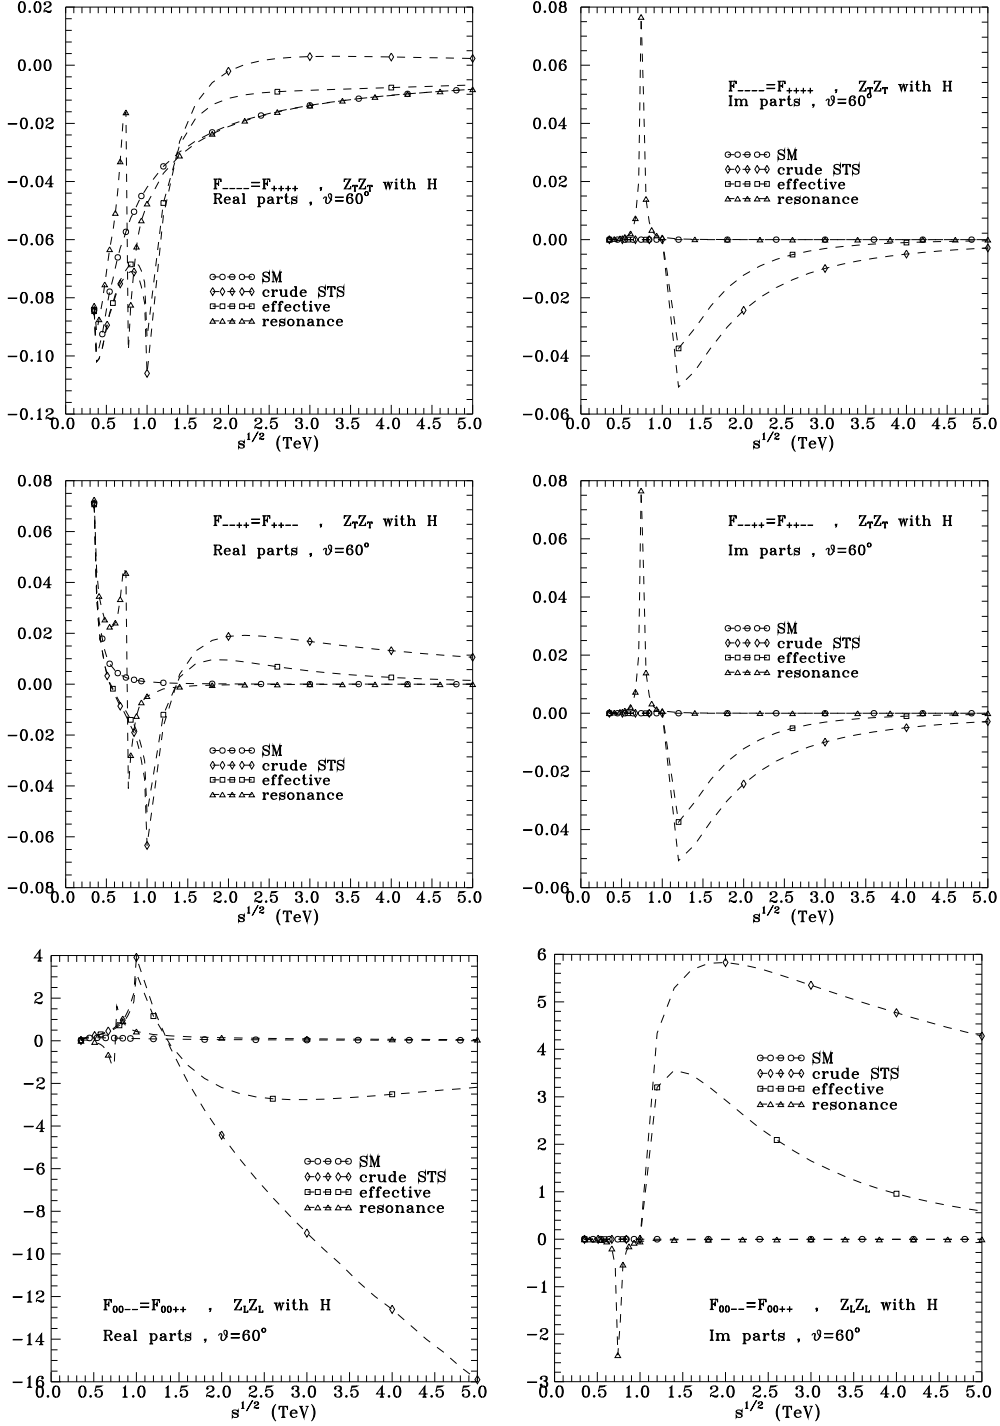 0.02
0.00
−0.02
−0.04
−0.06
−0.08
−0.10
−0.12
F₋₋₋₋=F₊₊₊₊ , Z_TZ_T with H
Real parts , ϑ=60°
SM
crude STS
effective
resonance
0.0 0.5 1.0 1.5 2.0 2.5 3.0 3.5 4.0 4.5 5.0
s^1/2 (TeV)
0.08
0.06
0.04
0.02
0.00
−0.02
−0.04
−0.06
F₋₋₋₋=F₊₊₊₊ , Z_TZ_T with H
Im parts , ϑ=60°
SM
crude STS
effective
resonance
0.0 0.5 1.0 1.5 2.0 2.5 3.0 3.5 4.0 4.5 5.0
s^1/2 (TeV)
0.08
0.06
0.04
0.02
0.00
−0.02
−0.04
−0.06
−0.08
F₋₋₊₊=F₊₊₋₋ , Z_TZ_T with H
Real parts , ϑ=60°
SM
crude STS
effective
resonance
0.0 0.5 1.0 1.5 2.0 2.5 3.0 3.5 4.0 4.5 5.0
s^1/2 (TeV)
0.08
0.06
0.04
0.02
0.00
−0.02
−0.04
−0.06
F₋₋₊₊=F₊₊₋₋ , Z_TZ_T with H
Im parts , ϑ=60°
SM
crude STS
effective
resonance
0.0 0.5 1.0 1.5 2.0 2.5 3.0 3.5 4.0 4.5 5.0
s^1/2 (TeV)
4
2
0
−2
−4
−6
−8
−10
−12
−14
−16
SM
crude STS
effective
resonance
F₀₀₋₋=F₀₀₊₊ , Z_LZ_L with H
Real parts , ϑ=60°
0.0 0.5 1.0 1.5 2.0 2.5 3.0 3.5 4.0 4.5 5.0
s^1/2 (TeV)
6
5
4
3
2
1
0
−1
−2
−3
SM
crude STS
effective
resonance
F₀₀₋₋=F₀₀₊₊ , Z_LZ_L with H
Im parts , ϑ=60°
0.0 0.5 1.0 1.5 2.0 2.5 3.0 3.5 4.0 4.5 5.0
s^1/2 (TeV)